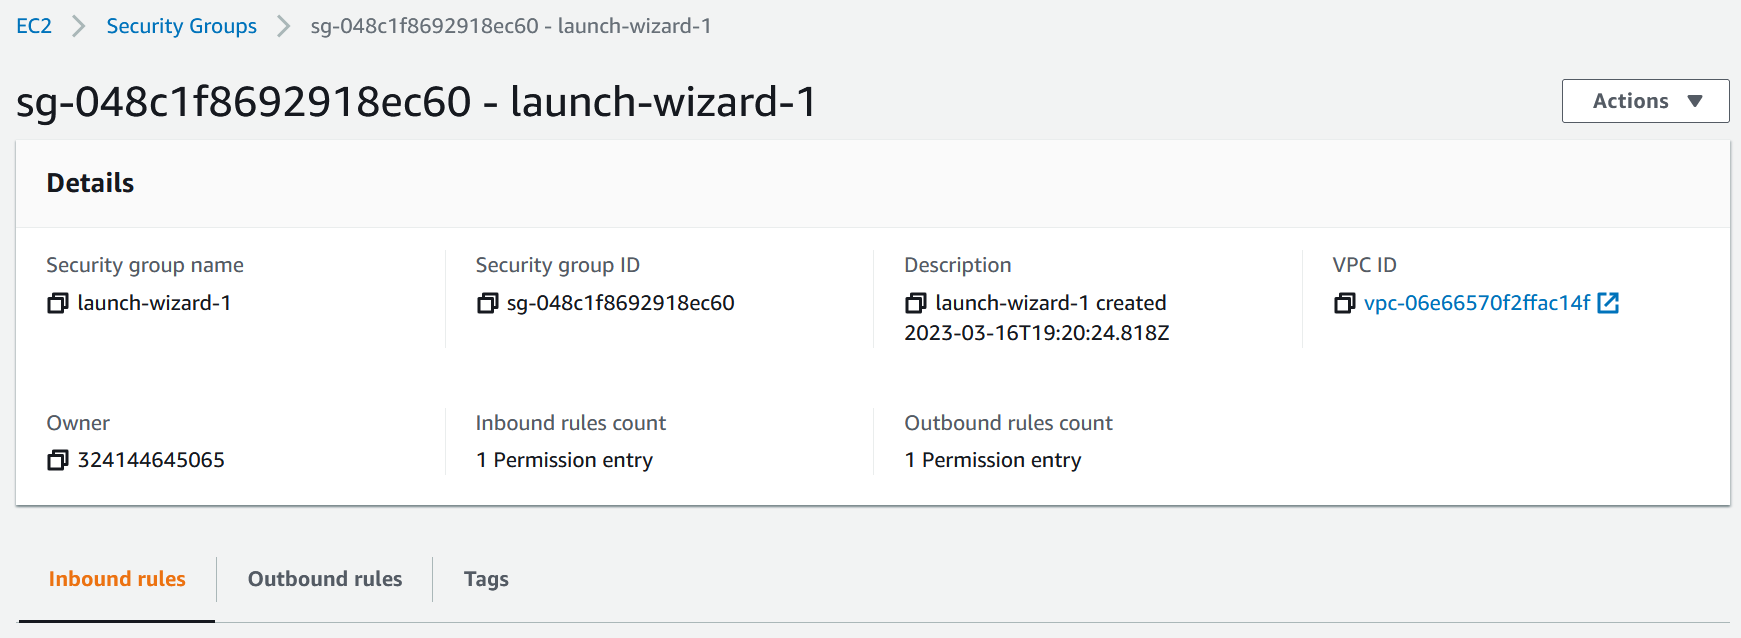 EC2 Security Groups sg-048c1f8692918ec60 - launch-wizard-1
sg-048c1f8692918ec60 - launch-wizard-1
Actions
Details
Security group name
launch-wizard-1
Security group ID
sg-048c1f8692918ec60
Description
launch-wizard-1 created
2023-03-16T19:20:24.818Z
VPC ID
vpc-06e66570f2ffac14f
Owner
324144645065
Inbound rules count
1 Permission entry
Outbound rules count
1 Permission entry
Inbound rules Outbound rules Tags